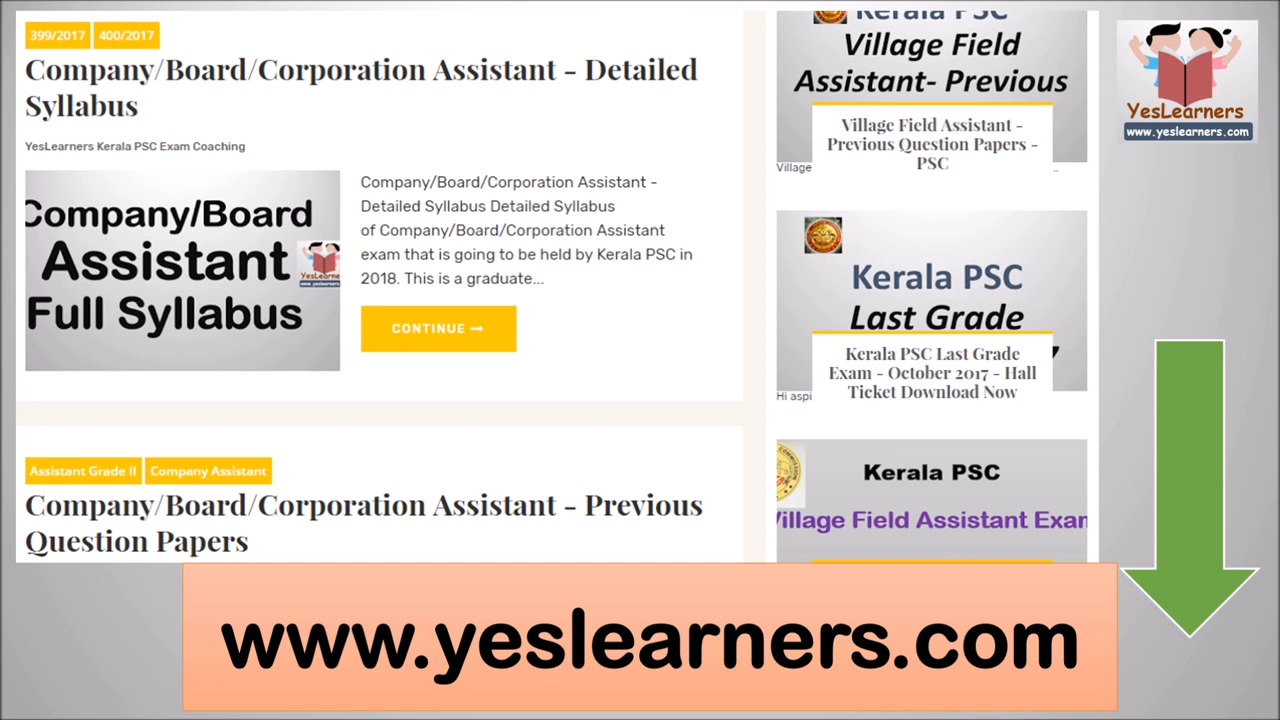 399/2017 400/2017
Company/Board/Corporation Assistant - Detailed
Syllabus
YesLearners Kerala PSC Exam Coaching
Company/Board
Assistant
Full Syllabus
YesLearners
Company/Board/Corporation Assistant -
Detailed Syllabus Detailed Syllabus
of Company/Board/Corporation Assistant
exam that is going to be held by Kerala PSC in
2018. This is a graduate...
CONTINUE
Assistant Grade II Company Assistant
Company/Board/Corporation Assistant - Previous
Question Papers
Kerala PSC
Village Field
Assistant- Previous
Village Field Assistant -
Previous Question Papers -
PSC
Village
..
Kerala PSC
Last Grade
Kerala PSC Last Grade
Exam - October 2017 - Hall
Ticket Download Now
Hi aspi
Kerala PSC
Village Field Assistant Exam
YesLearners
www.yeslearners.com
www.yeslearners.com